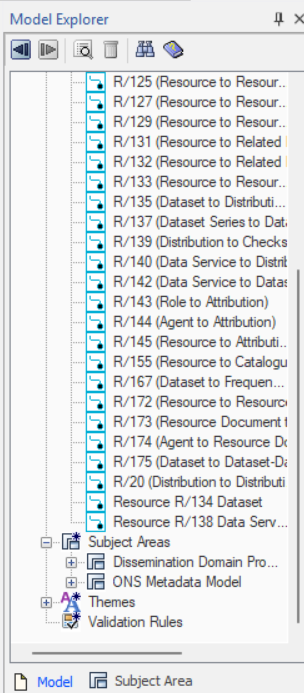 Model Explorer
R/125 (Resource to Resour...
R/127 (Resource to Resour...
R/129 (Resource to Resour...
R/131 (Resource to Related
R/132 (Resource to Related
R/133 (Resource to Resour...
R/135 (Dataset to Distributi...
R/137 (Dataset Series to Data
R/139 (Distribution to Checks
R/140 (Data Service to Distrib
R/142 (Data Service to Datas
R/143 (Role to Attribution)
R/144 (Agent to Attribution)
R/145 (Resource to Attributi...
R/155 (Resource to Catalogu
R/167 (Dataset to Frequen...
R/172 (Resource to Resource
R/173 (Resource Document t
R/174 (Agent to Resource Do
R/175 (Dataset to Dataset-Da
R/20 (Distribution to Distributi
Resource R/134 Dataset
Resource R/138 Data Serv...
Subject Areas
Dissemination Domain Pro...
ONS Metadata Model
Themes
Validation Rules
Model Subject Area